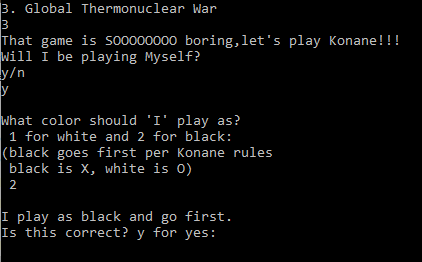 3. Global Thermonuclear War
3
That game is SOOOOOOOO boring,let's play Konane!!!
Will I be playing Myself?
y/n
y
What color should 'I' play as?
1 for white and 2 for black:
(black goes first per Konane rules
black is X, white is O)
2
I play as black and go first.
Is this correct? y for yes: